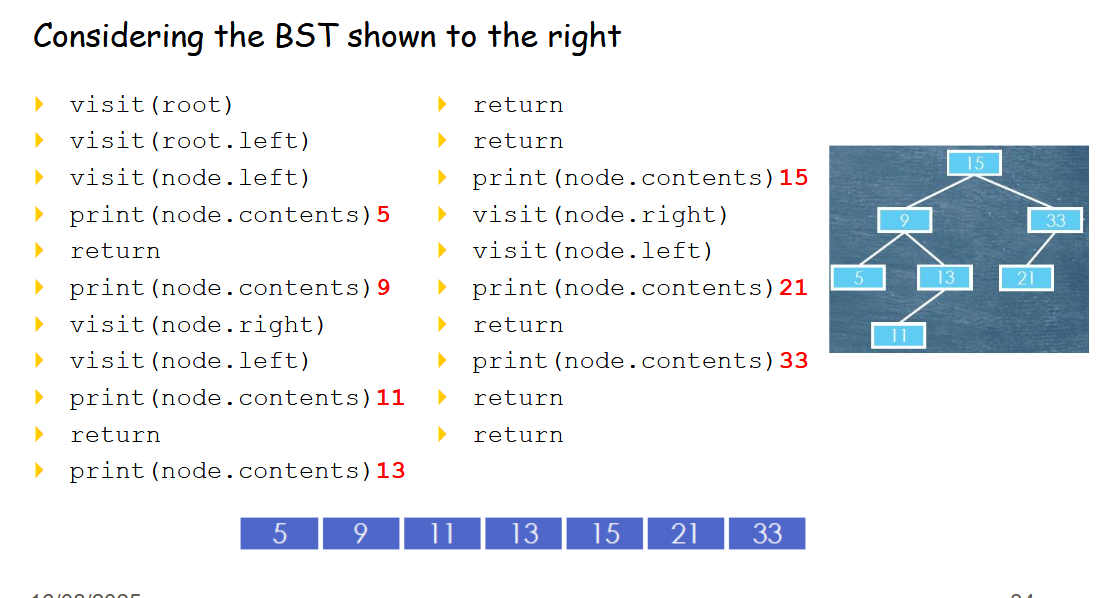 Considering the BST shown to the right
visit(root)
visit(root.left)
visit(node.left)
print(node.contents)5
return
print(node.contents)9
visit(node.right)
visit(node.left)
print(node.contents)11
return
print(node.contents)13
return
return
print(node.contents)15
visit(node.right)
visit(node.left)
print(node.contents)21
return
print(node.contents)33
return
return
15
9 33
5 13 21
11
5 9 11 13 15 21 33